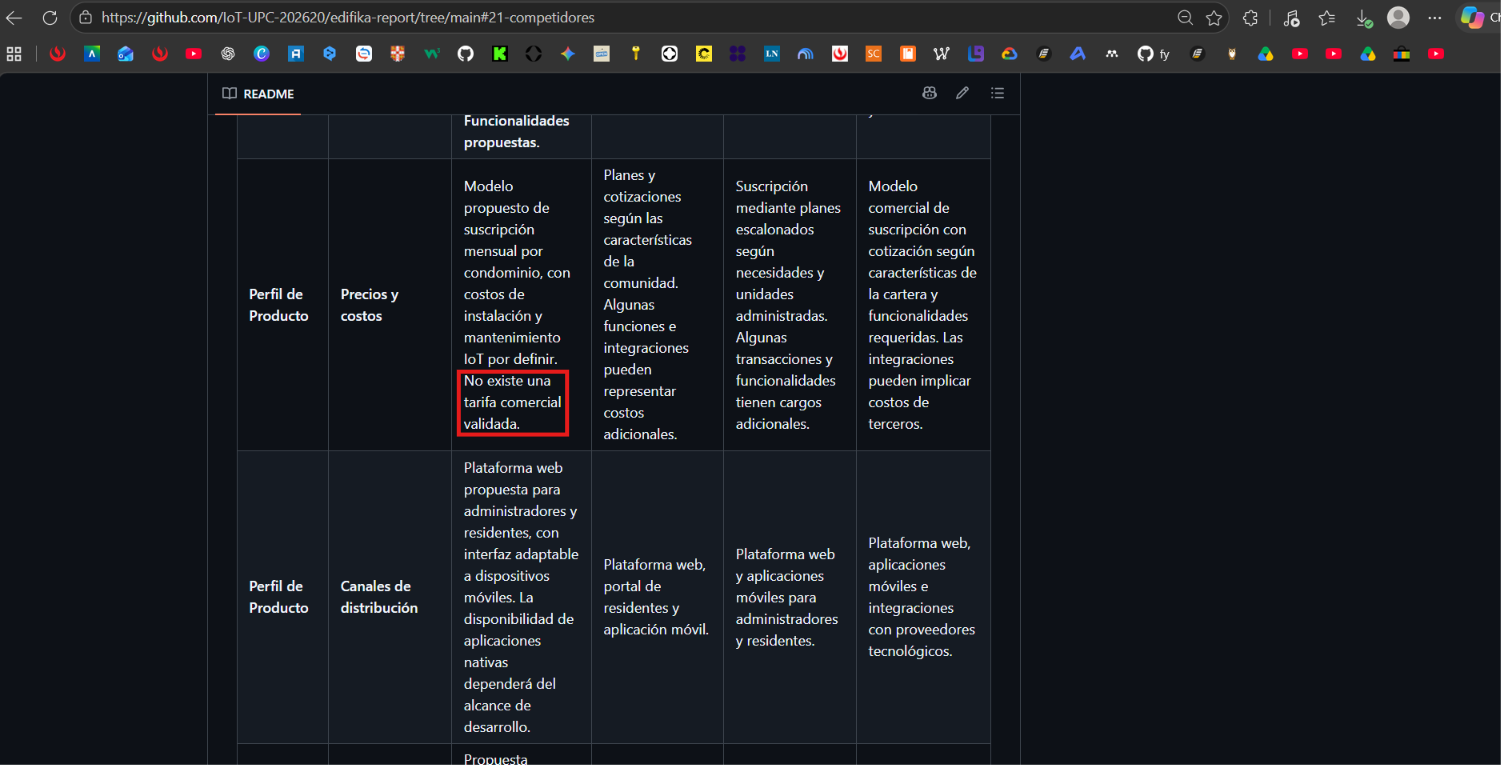 https://github.com/IoT-UPC-202620/edifika-report/tree/main#21-competidores
fy
README
Funcionalidades
propuestas.
Perfil de
Producto
Precios y
costos
Modelo
propuesto de
suscripción
mensual por
condominio, con
costos de
instalación y
mantenimiento
IoT por definir.
No existe una
tarifa comercial
validada.
Planes y
cotizaciones
según las
características
de la
comunidad.
Algunas
funciones e
integraciones
pueden
representar
costos
adicionales.
Suscripción
mediante planes
escalonados
según
necesidades y
unidades
administradas.
Algunas
transacciones y
funcionalidades
tienen cargos
adicionales.
Modelo
comercial de
suscripción con
cotización según
características de
la cartera y
funcionalidades
requeridas. Las
integraciones
pueden implicar
costos de
terceros.
Perfil de
Producto
Canales de
distribución
Plataforma web
propuesta para
administradores y
residentes, con
interfaz adaptable
a dispositivos
móviles. La
disponibilidad de
aplicaciones
nativas
dependerá del
alcance de
desarrollo.
Plataforma web,
portal de
residentes y
aplicación móvil.
Plataforma web
y aplicaciones
móviles para
administradores
y residentes.
Plataforma web,
aplicaciones
móviles e
integraciones
con proveedores
tecnológicos.
Propuesta